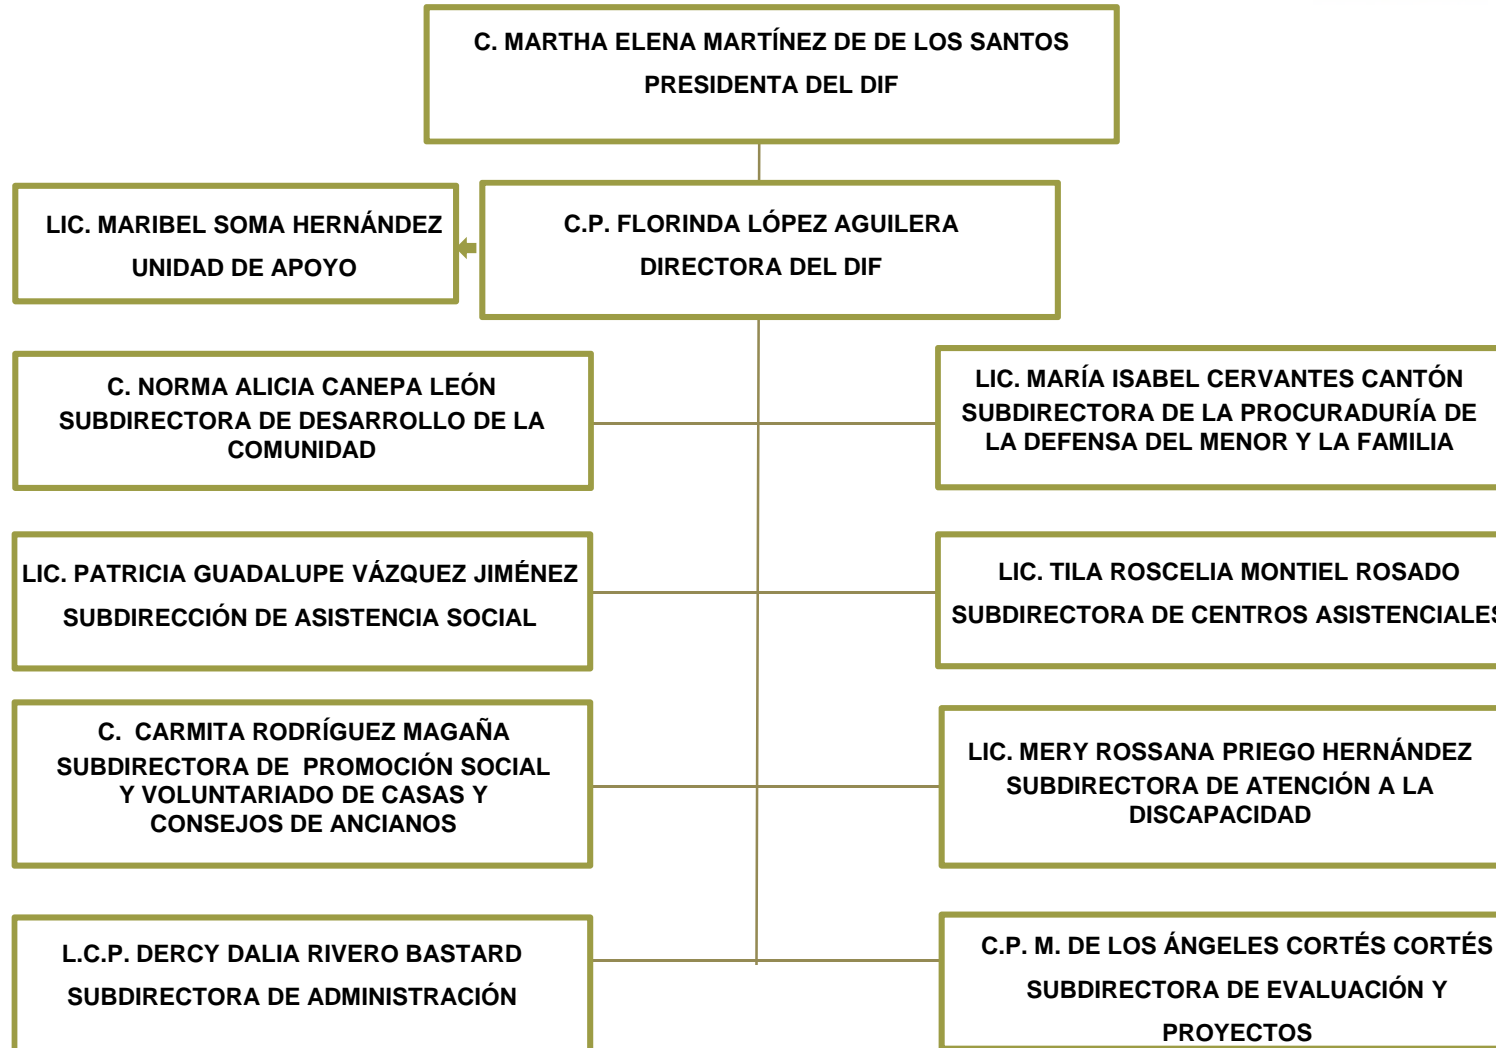 C. MARTHA ELENA MARTÍNEZ DE DE LOS SANTOS
PRESIDENTA DEL DIF
LIC. MARIBEL SOMA HERNÁNDEZ
UNIDAD DE APOYO
C.P. FLORINDA LÓPEZ AGUILERA
DIRECTORA DEL DIF
C. NORMA ALICIA CANEPA LEÓN
SUBDIRECTORA DE DESARROLLO DE LA
COMUNIDAD
LIC. MARÍA ISABEL CERVANTES CANTÓN
SUBDIRECTORA DE LA PROCURADURÍA DE
LA DEFENSA DEL MENOR Y LA FAMILIA
LIC. PATRICIA GUADALUPE VÁZQUEZ JIMÉNEZ
SUBDIRECCIÓN DE ASISTENCIA SOCIAL
LIC. TILA ROSCELIA MONTIEL ROSADO
SUBDIRECTORA DE CENTROS ASISTENCIALES
C. CARMITA RODRÍGUEZ MAGAÑA
SUBDIRECTORA DE PROMOCIÓN SOCIAL
Y VOLUNTARIADO DE CASAS Y
CONSEJOS DE ANCIANOS
LIC. MERY ROSSANA PRIEGO HERNÁNDEZ
SUBDIRECTORA DE ATENCIÓN A LA
DISCAPACIDAD
L.C.P. DERCY DALIA RIVERO BASTARD
SUBDIRECTORA DE ADMINISTRACIÓN
C.P. M. DE LOS ÁNGELES CORTÉS CORTÉS
SUBDIRECTORA DE EVALUACIÓN Y
PROYECTOS